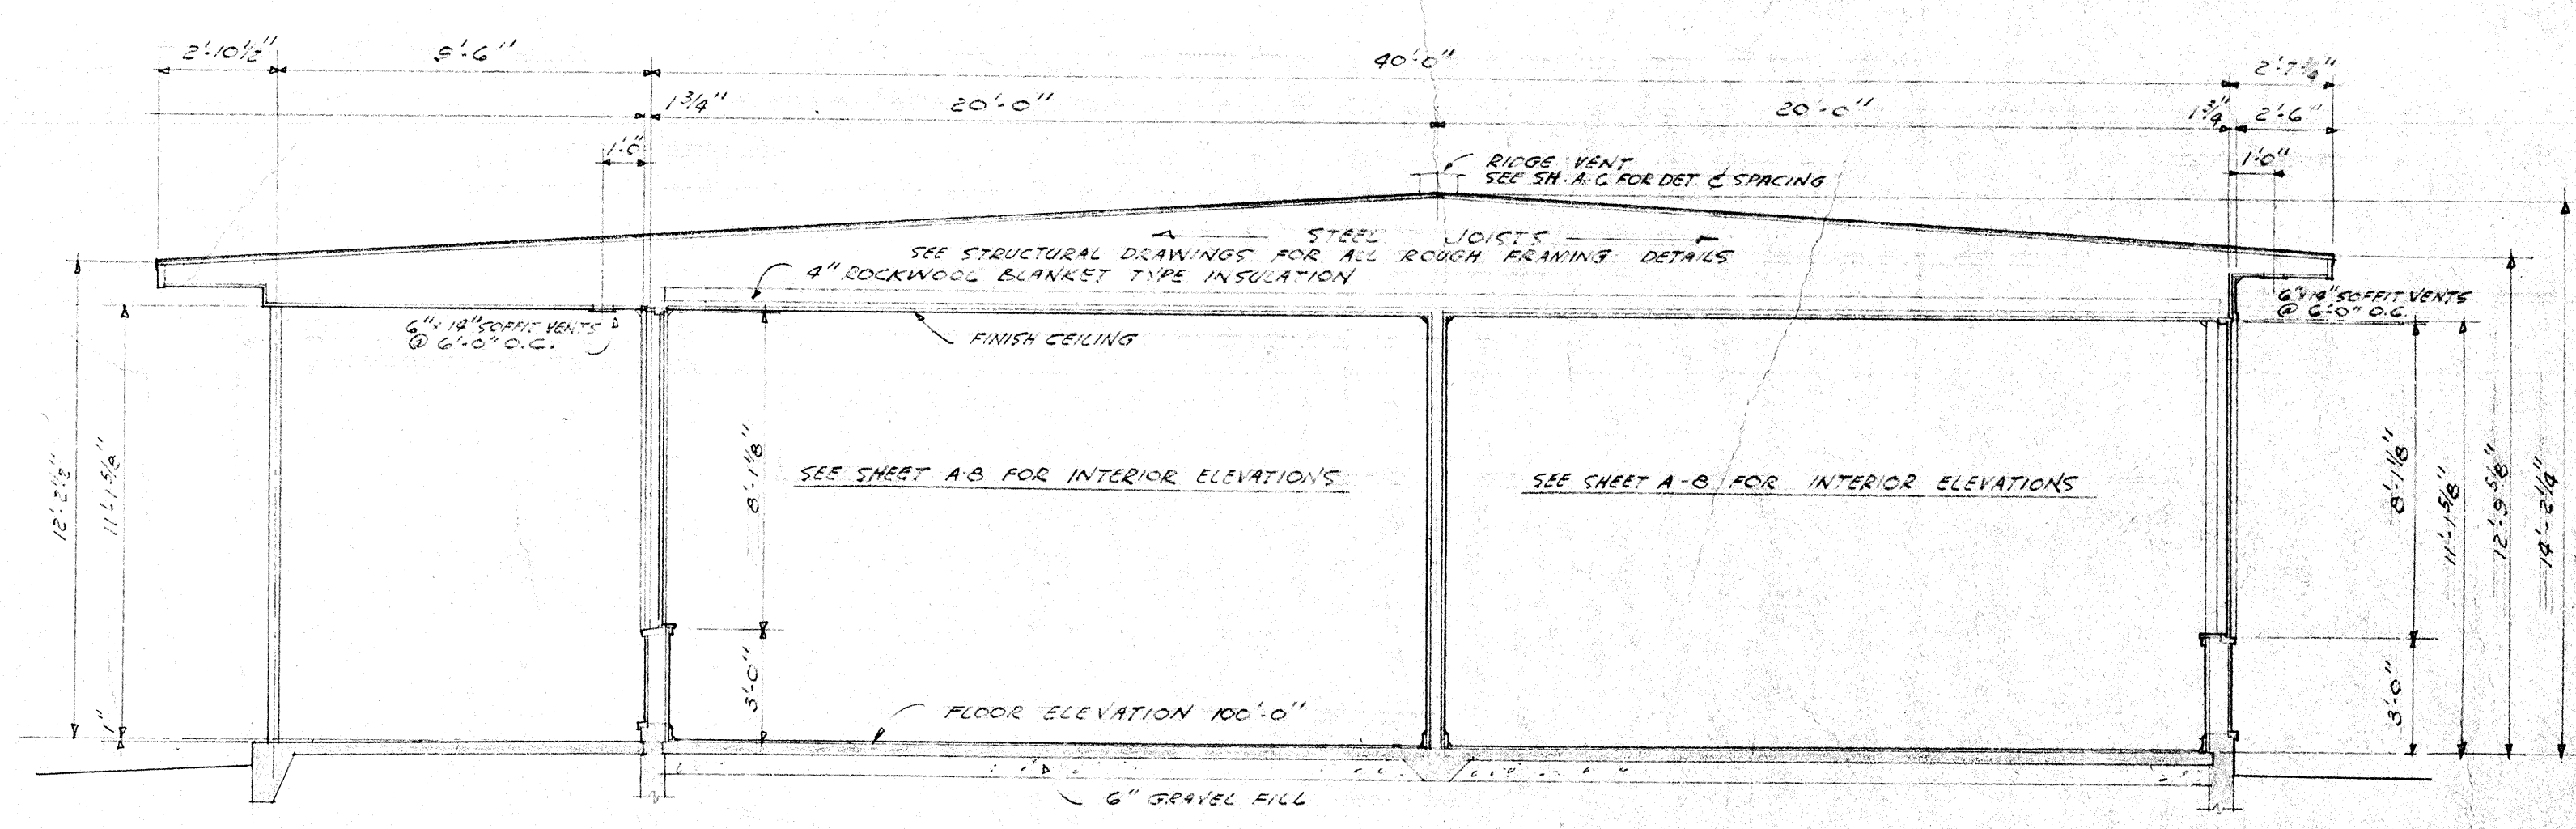 2'-10½" 9'-6" 40'-0" 2'-7¾"
1¾" 20'-0" 20'-0" 1¾" 2'-6"
1'-0" 1'-0"
RIDGE VENT
SEE SH. A-6 FOR DET & SPACING
STEEL JOISTS
SEE STRUCTURAL DRAWINGS FOR ALL ROUGH FRAMING DETAILS
4" ROCKWOOL BLANKET TYPE INSULATION
6"x14" SOFFIT VENTS
@ 6'-0" O.C.
6"x14" SOFFIT VENTS
@ 6'-0" O.C.
FINISH CEILING
12'-2½"
11'-1⅝"
1"
8'-1⅛"
3'-0"
SEE SHEET A-8 FOR INTERIOR ELEVATIONS
SEE SHEET A-8 FOR INTERIOR ELEVATIONS
8'-1⅛"
3'-0"
11'-1⅝"
12'-9⅝"
14'-2¼"
FLOOR ELEVATION 100'-0"
6" GRAVEL FILL